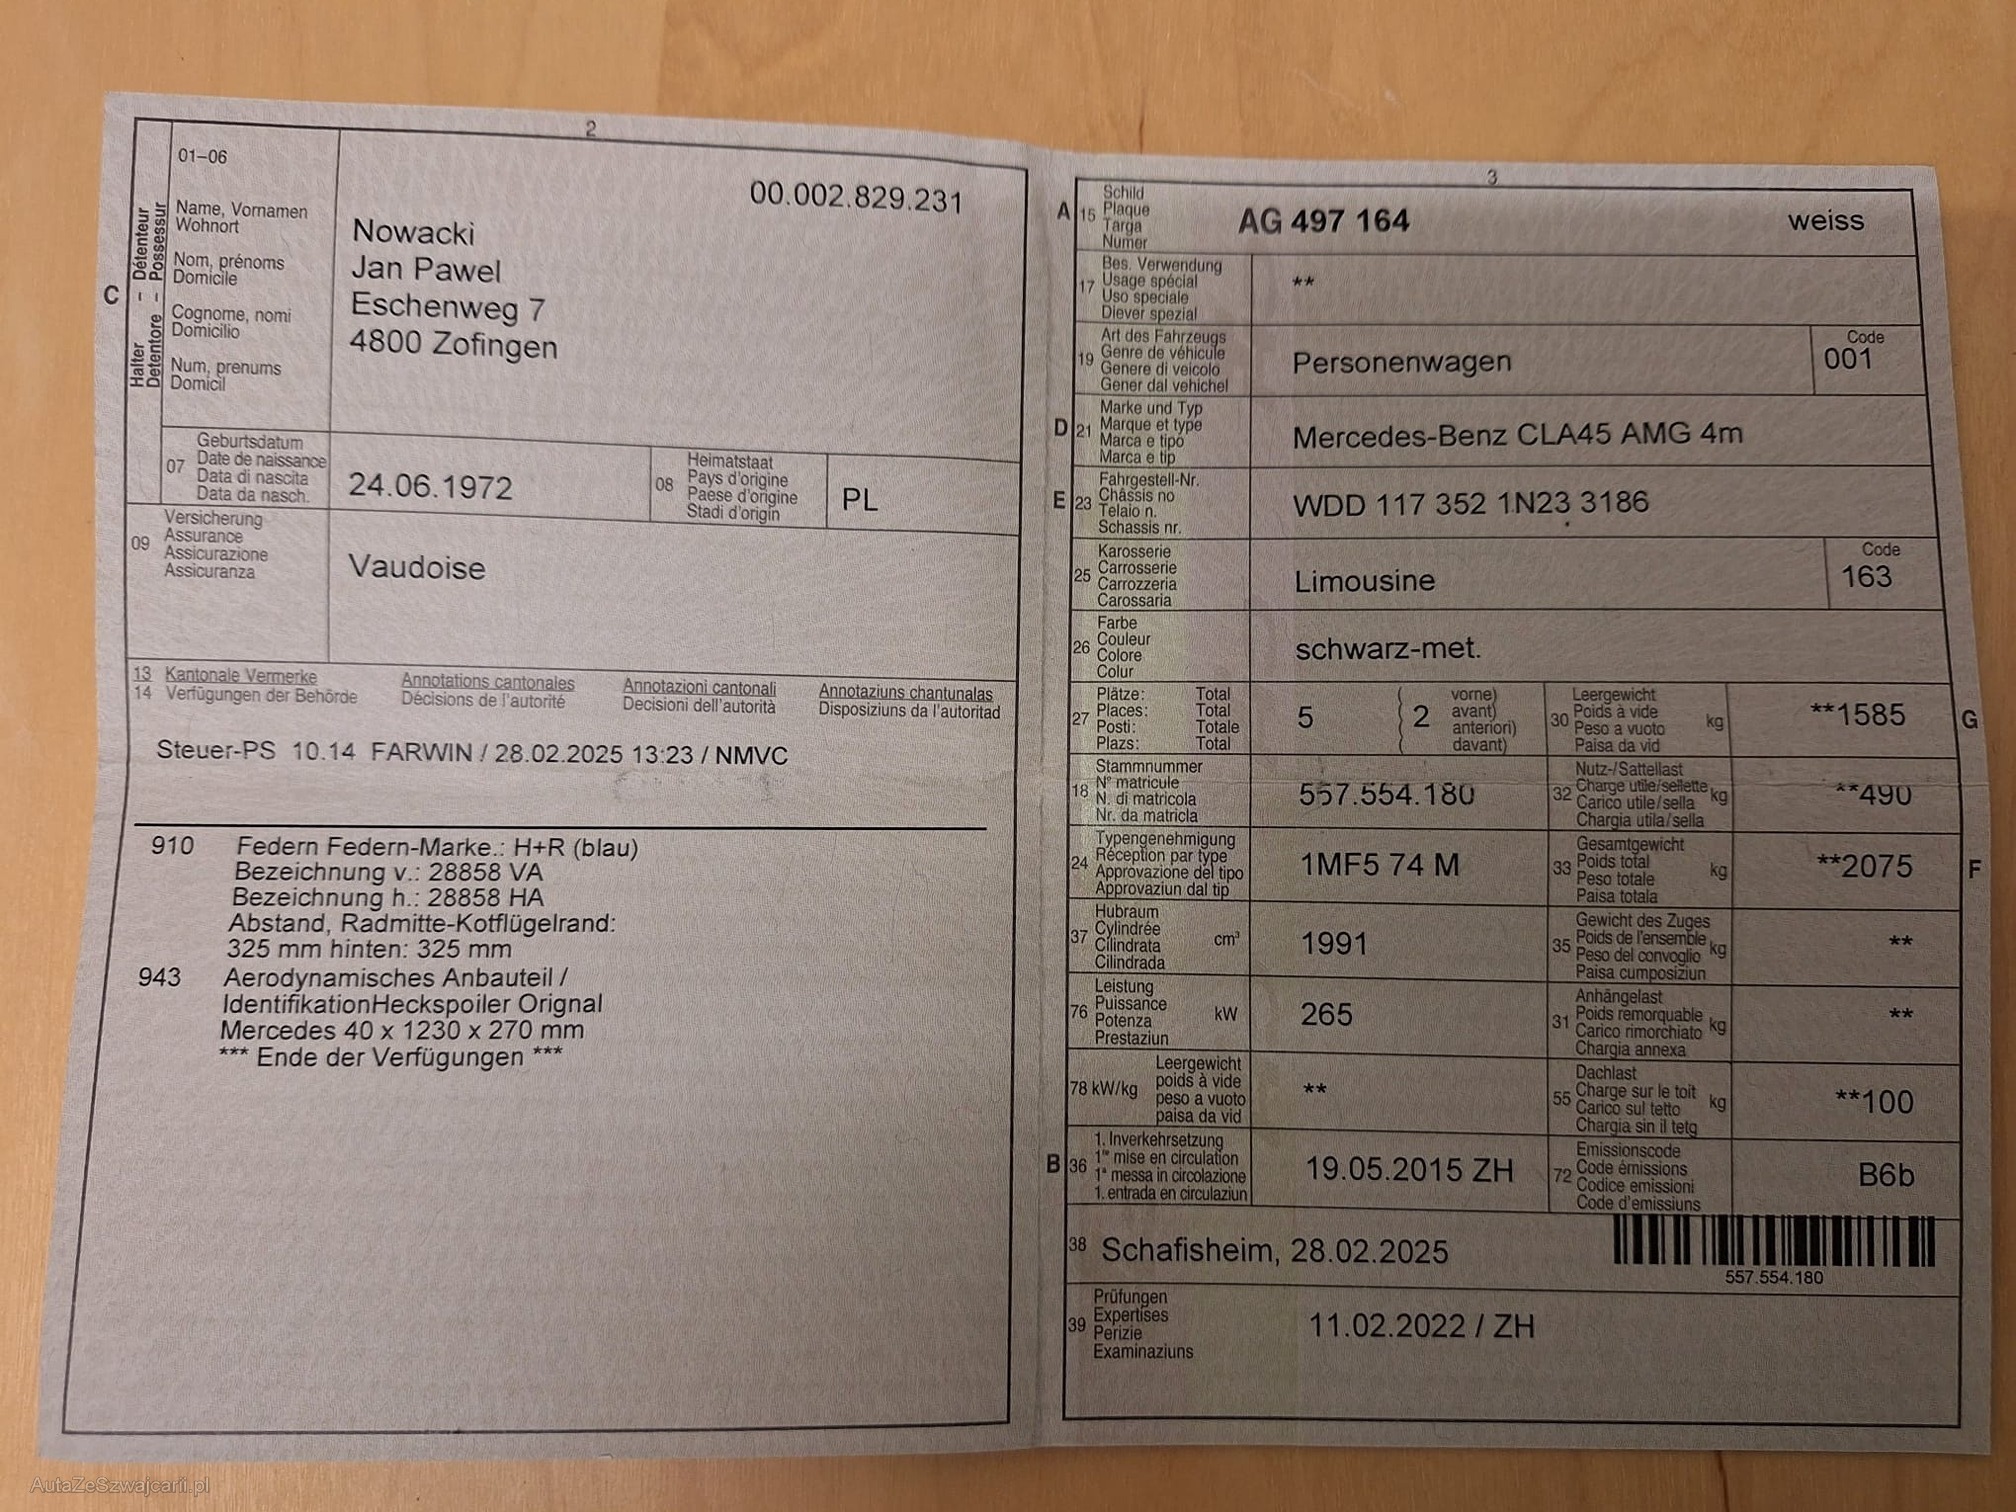 2
01–06
00.002.829.231
Halter – Détenteur
Detentore – Possessur
C
Name, Vornamen
Wohnort
Nom, prénoms
Domicile
Cognome, nomi
Domicilio
Num, prenums
Domicil
Nowacki
Jan Pawel
Eschenweg 7
4800 Zofingen
07
Geburtsdatum
Date de naissance
Data di nascita
Data da nasch.
24.06.1972
08
Heimatstaat
Pays d'origine
Paese d'origine
Stadi d'origin
PL
09
Versicherung
Assurance
Assicurazione
Assicuranza
Vaudoise
13 Kantonale Vermerke Annotations cantonales Annotazioni cantonali Annotaziuns chantunalas
14 Verfügungen der Behörde Décisions de l'autorité Decisioni dell'autorità Disposiziuns da l'autoritad
Steuer-PS 10.14 FARWIN / 28.02.2025 13:23 / NMVC
910 Federn Federn-Marke.: H+R (blau)
Bezeichnung v.: 28858 VA
Bezeichnung h.: 28858 HA
Abstand, Radmitte-Kotflügelrand:
325 mm hinten: 325 mm
943 Aerodynamisches Anbauteil /
IdentifikationHeckspoiler Orignal
Mercedes 40 x 1230 x 270 mm
*** Ende der Verfügungen ***
3
A 15
Schild
Plaque
Targa
Numer
AG 497 164 weiss
17
Bes. Verwendung
Usage spécial
Uso speciale
Diever spezial
**
19
Art des Fahrzeugs
Genre de véhicule
Genere di veicolo
Gener dal vehichel
Personenwagen
Code
001
D 21
Marke und Typ
Marque et type
Marca e tipo
Marca e tip
Mercedes-Benz CLA45 AMG 4m
E 23
Fahrgestell-Nr.
Châssis no
Telaio n.
Schassis nr.
WDD 117 352 1N23 3186
25
Karosserie
Carrosserie
Carrozzeria
Carossaria
Limousine
Code
163
26
Farbe
Couleur
Colore
Colur
schwarz-met.
27
Plätze: Total
Places: Total
Posti: Totale
Plazs: Total
5 ( 2
vorne)
avant)
anteriori)
davant)
30
Leergewicht
Poids à vide
Peso a vuoto
Paisa da vid
kg
**1585
G
18
Stammnummer
N° matricule
N. di matricola
Nr. da matricla
557.554.180
32
Nutz-/Sattellast
Charge utile/sellette
Carico utile/sella
Chargia utila/sella
kg
**490
24
Typengenehmigung
Réception par type
Approvazione del tipo
Approvaziun dal tip
1MF5 74 M
33
Gesamtgewicht
Poids total
Peso totale
Paisa totala
kg
**2075
F
37
Hubraum
Cylindrée
Cilindrata
Cilindrada
cm³
1991
35
Gewicht des Zuges
Poids de l'ensemble
Peso del convoglio
Paisa cumposiziun
kg
**
76
Leistung
Puissance
Potenza
Prestaziun
kW
265
31
Anhängelast
Poids remorquable
Carico rimorchiato
Chargia annexa
kg
**
78 kW/kg
Leergewicht
poids à vide
peso a vuoto
paisa da vid
**
55
Dachlast
Charge sur le toit
Carico sul tetto
Chargia sin il tetg
kg
**100
B 36
1. Inverkehrsetzung
1re mise en circulation
1a messa in circolazione
1. entrada en circulaziun
19.05.2015 ZH
72
Emissionscode
Code émissions
Codice emissioni
Code d'emissiuns
B6b
38 Schafisheim, 28.02.2025
557.554.180
39
Prüfungen
Expertises
Perizie
Examinaziuns
11.02.2022 / ZH
AutaZeSzwajcarii.pl